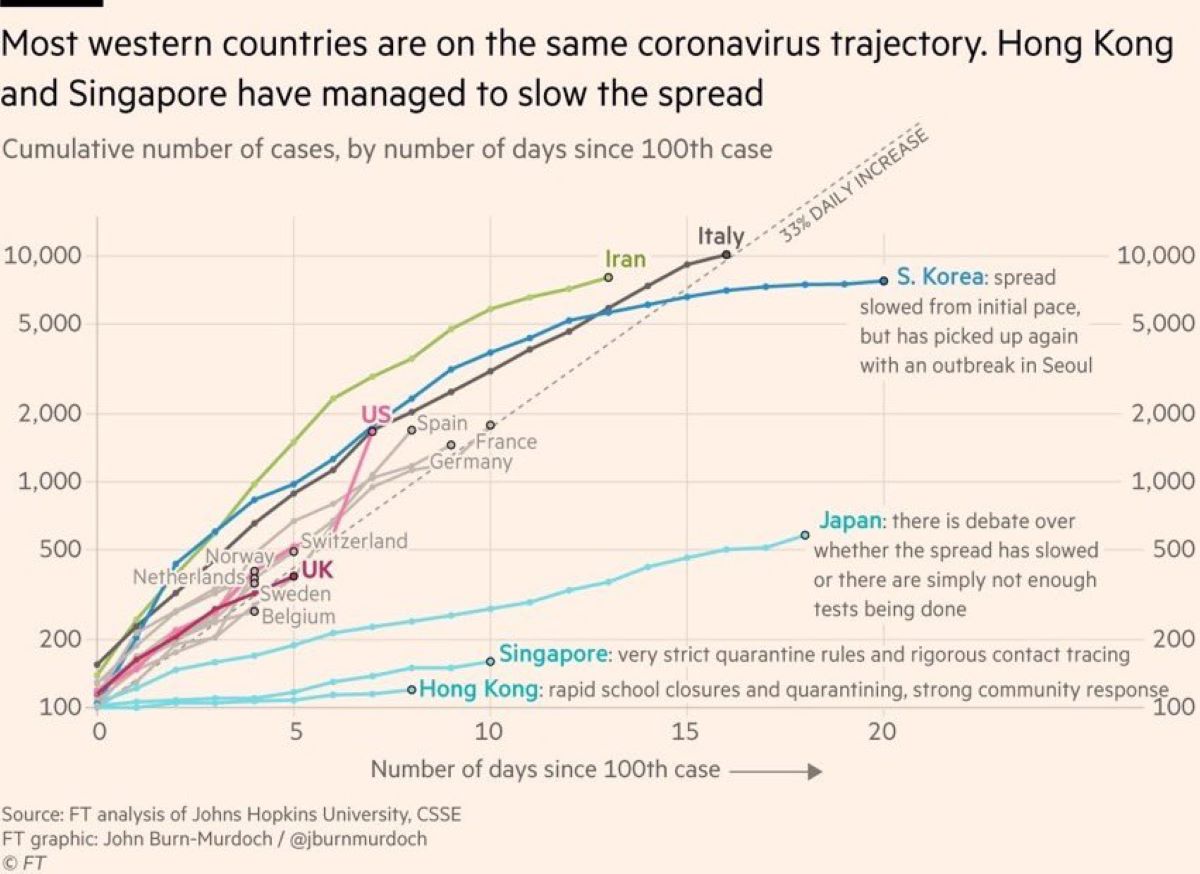 Most western countries are on the same coronavirus trajectory. Hong Kong
and Singapore have managed to slow the spread
Cumulative number of cases, by number of days since 100th case
33% DAILY INCREASE
Italy
Iran
10,000
10,000
S. Korea: spread
slowed from initial pace,
but has picked up again
with an outbreak in Seoul
5,000
5,000
US
2,000
2,000
Spain
France
Germany
1,000
1,000
Japan: there is debate over
whether the spread has slowed
or there are simply not enough
tests being done
500
500
Switzerland
Norway
Netherlands
UK
Sweden
Belgium
200
200
Singapore: very strict quarantine rules and rigorous contact tracing
Hong Kong: rapid school closures and quarantining, strong community response
100
100
0
5
10
15
20
Number of days since 100th case
Source: FT analysis of Johns Hopkins University, CSSE
FT graphic: John Burn-Murdoch / @jburnmurdoch
© FT